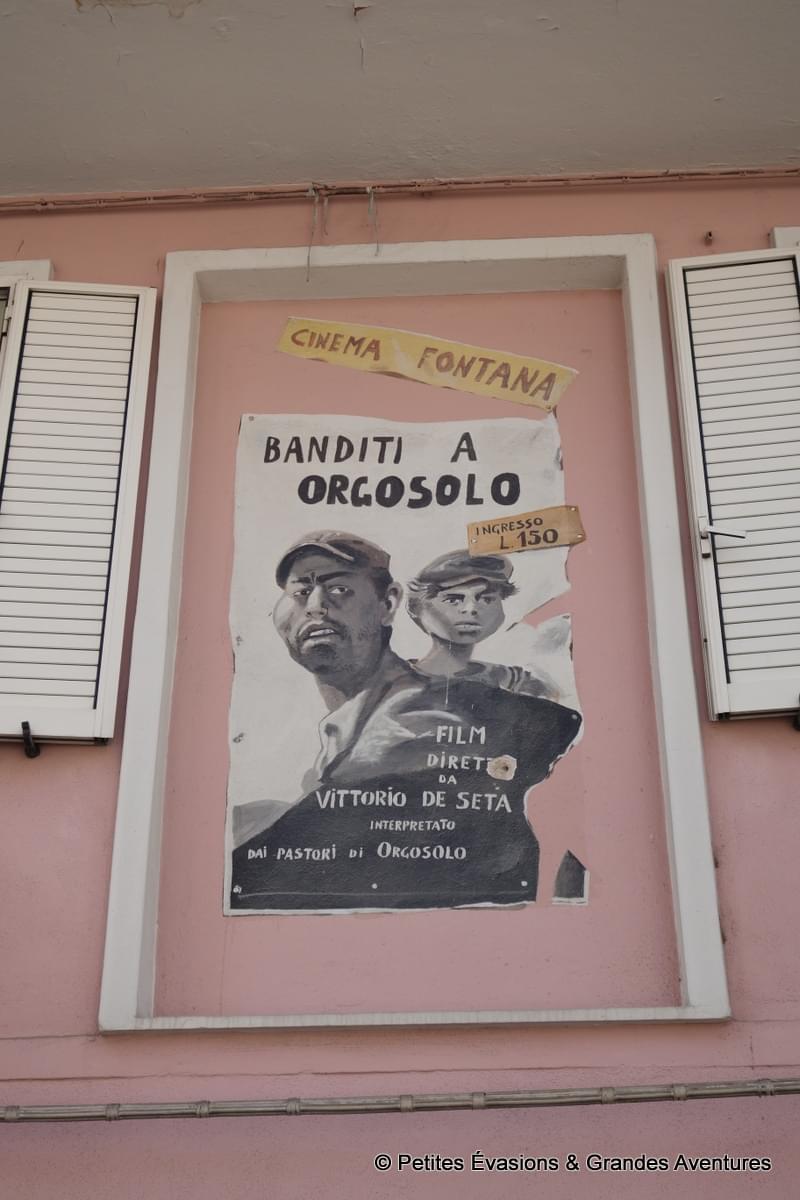 CINEMA FONTANA
BANDITI A
ORGOSOLO
INGRESSO
L.150
FILM
DIRET
DA
VITTORIO DE SETA
INTERPRETATO
DAI PASTORI DI ORGOSOLO
© Petites Évasions & Grandes Aventures